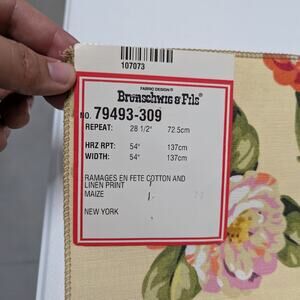 107073
FABRIC DESIGN®
Brunschwig & Fils®
NO. 79493-309
REPEAT: 28 1/2" 72.5cm
HRZ RPT: 54" 137cm
WIDTH: 54" 137cm
RAMAGES EN FETE COTTON AND
LINEN PRINT
MAIZE
NEW YORK